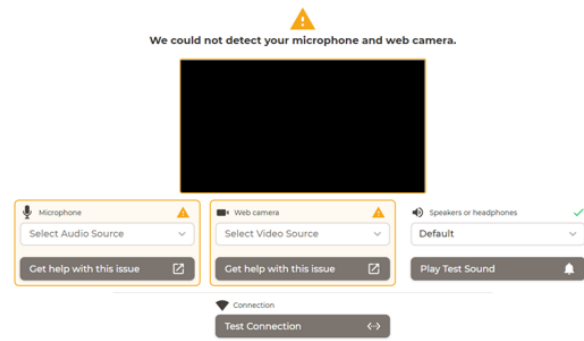 We could not detect your microphone and web camera.
Microphone
Web camera
Speakers or headphones
Select Audio Source
Select Video Source
Default
Get help with this issue
Get help with this issue
Play Test Sound
Connection
Test Connection